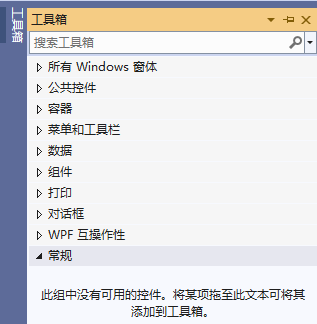 工具箱
工具箱
搜索工具箱
所有 Windows 窗体
公共控件
容器
菜单和工具栏
数据
组件
打印
对话框
WPF 互操作性
常规
此组中没有可用的控件。将某项拖至此文本可将其
添加到工具箱。